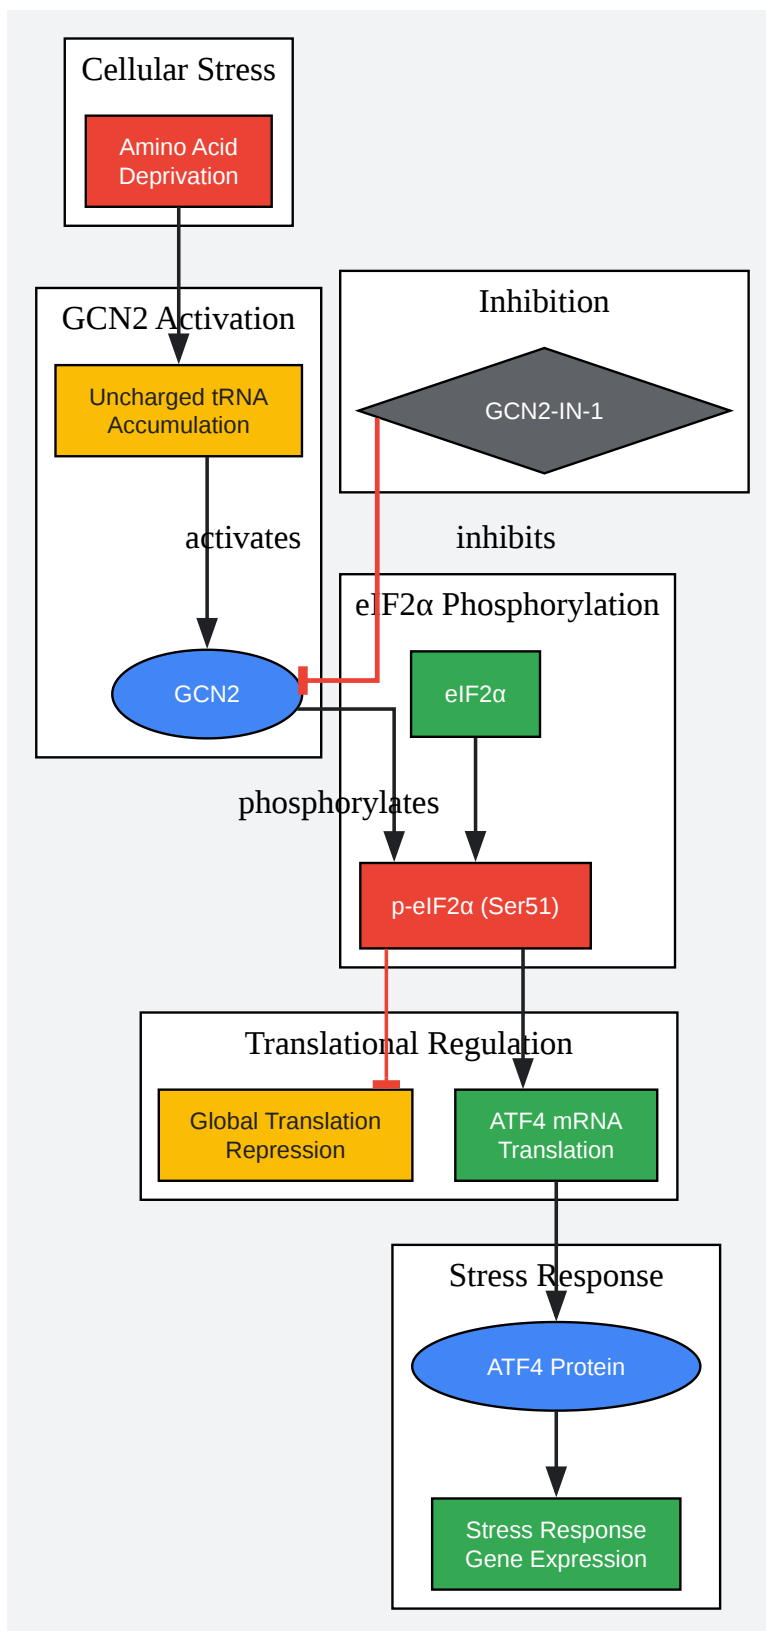 Cellular Stress
Amino Acid
Deprivation
GCN2 Activation
Uncharged tRNA
Accumulation
activates
GCN2
Inhibition
GCN2-IN-1
inhibits
eIF2α Phosphorylation
eIF2α
phosphorylates
p-eIF2α (Ser51)
Translational Regulation
Global Translation
Repression
ATF4 mRNA
Translation
Stress Response
ATF4 Protein
Stress Response
Gene Expression